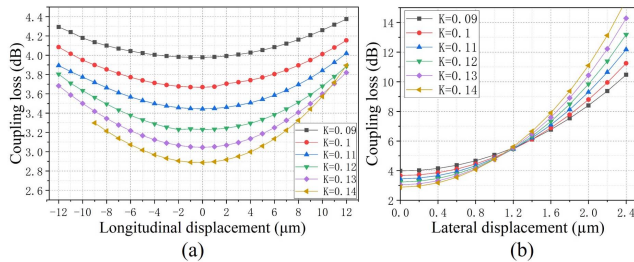 4.4
4.2
4.0
3.8
3.6
3.4
3.2
3.0
2.8
2.6
Coupling loss (dB)
K=0.09
K=0.1
K=0.11
K=0.12
K=0.13
K=0.14
-12 -10 -8 -6 -4 -2 0 2 4 6 8 10 12
Longitudinal displacement (μm)
(a)
14
12
10
8
6
4
2
Coupling loss (dB)
K=0.09
K=0.1
K=0.11
K=0.12
K=0.13
K=0.14
0.0 0.4 0.8 1.2 1.6 2.0 2.4
Lateral displacement (μm)
(b)